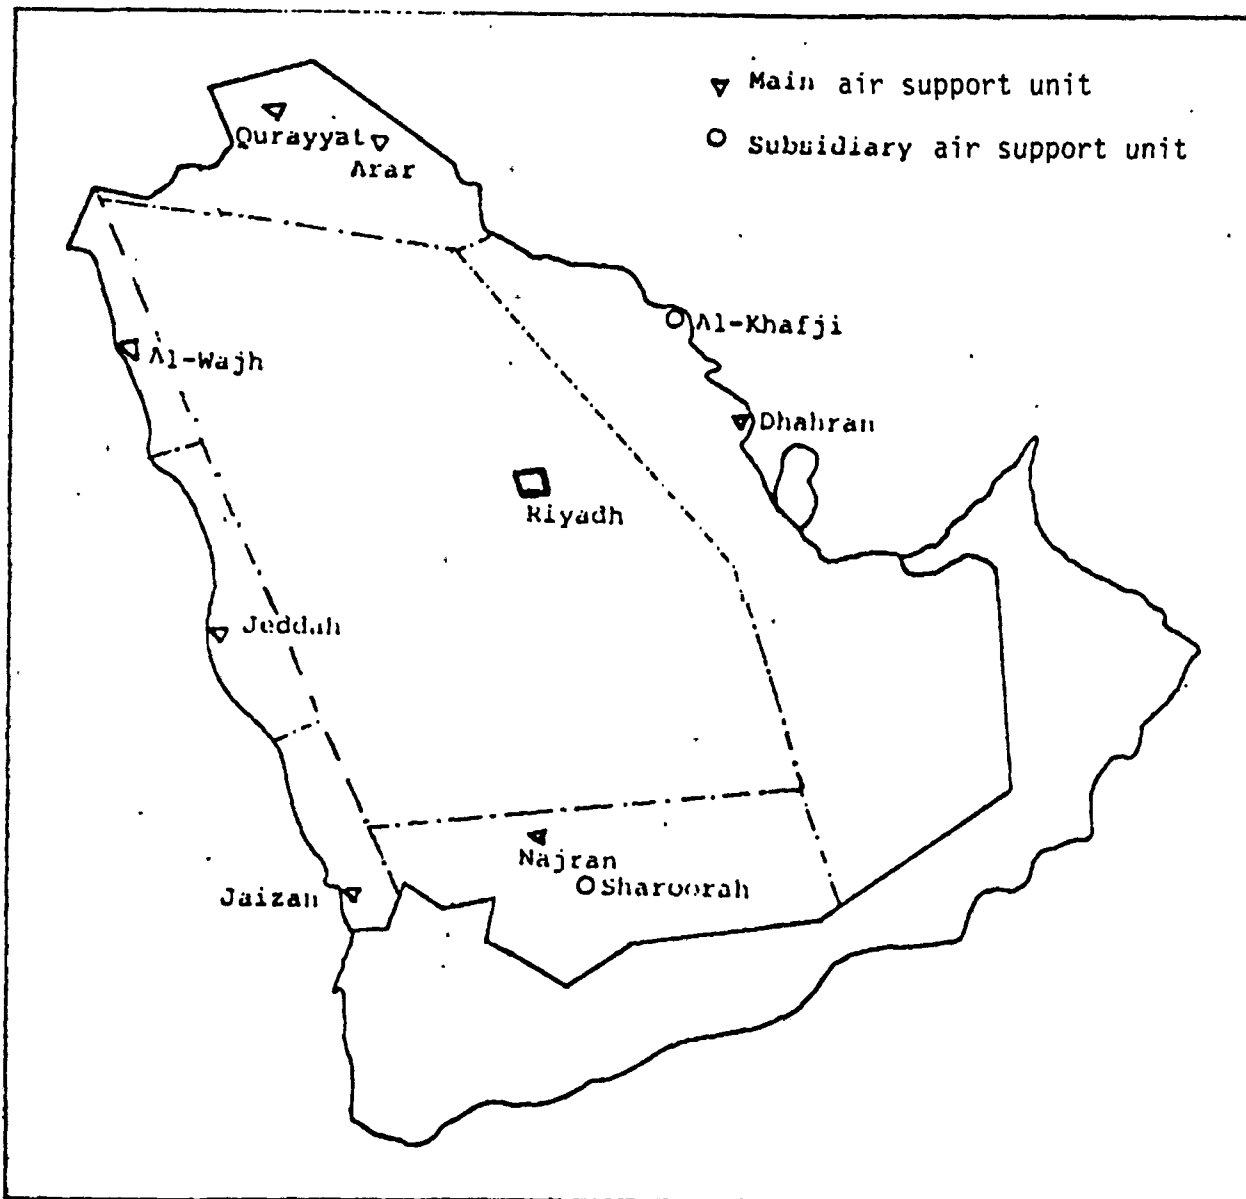 Main air support unit
Subsidiary air support unit
Qurayyat
Arar
Al-Khafji
Al-Wajh
Dhahran
Riyadh
Jeddah
Najran
Sharoorah
Jaizan